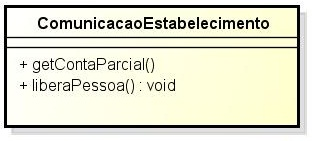 ComunicacaoEstabelecimento
+ getContaParcial()
+ liberaPessoa() : void